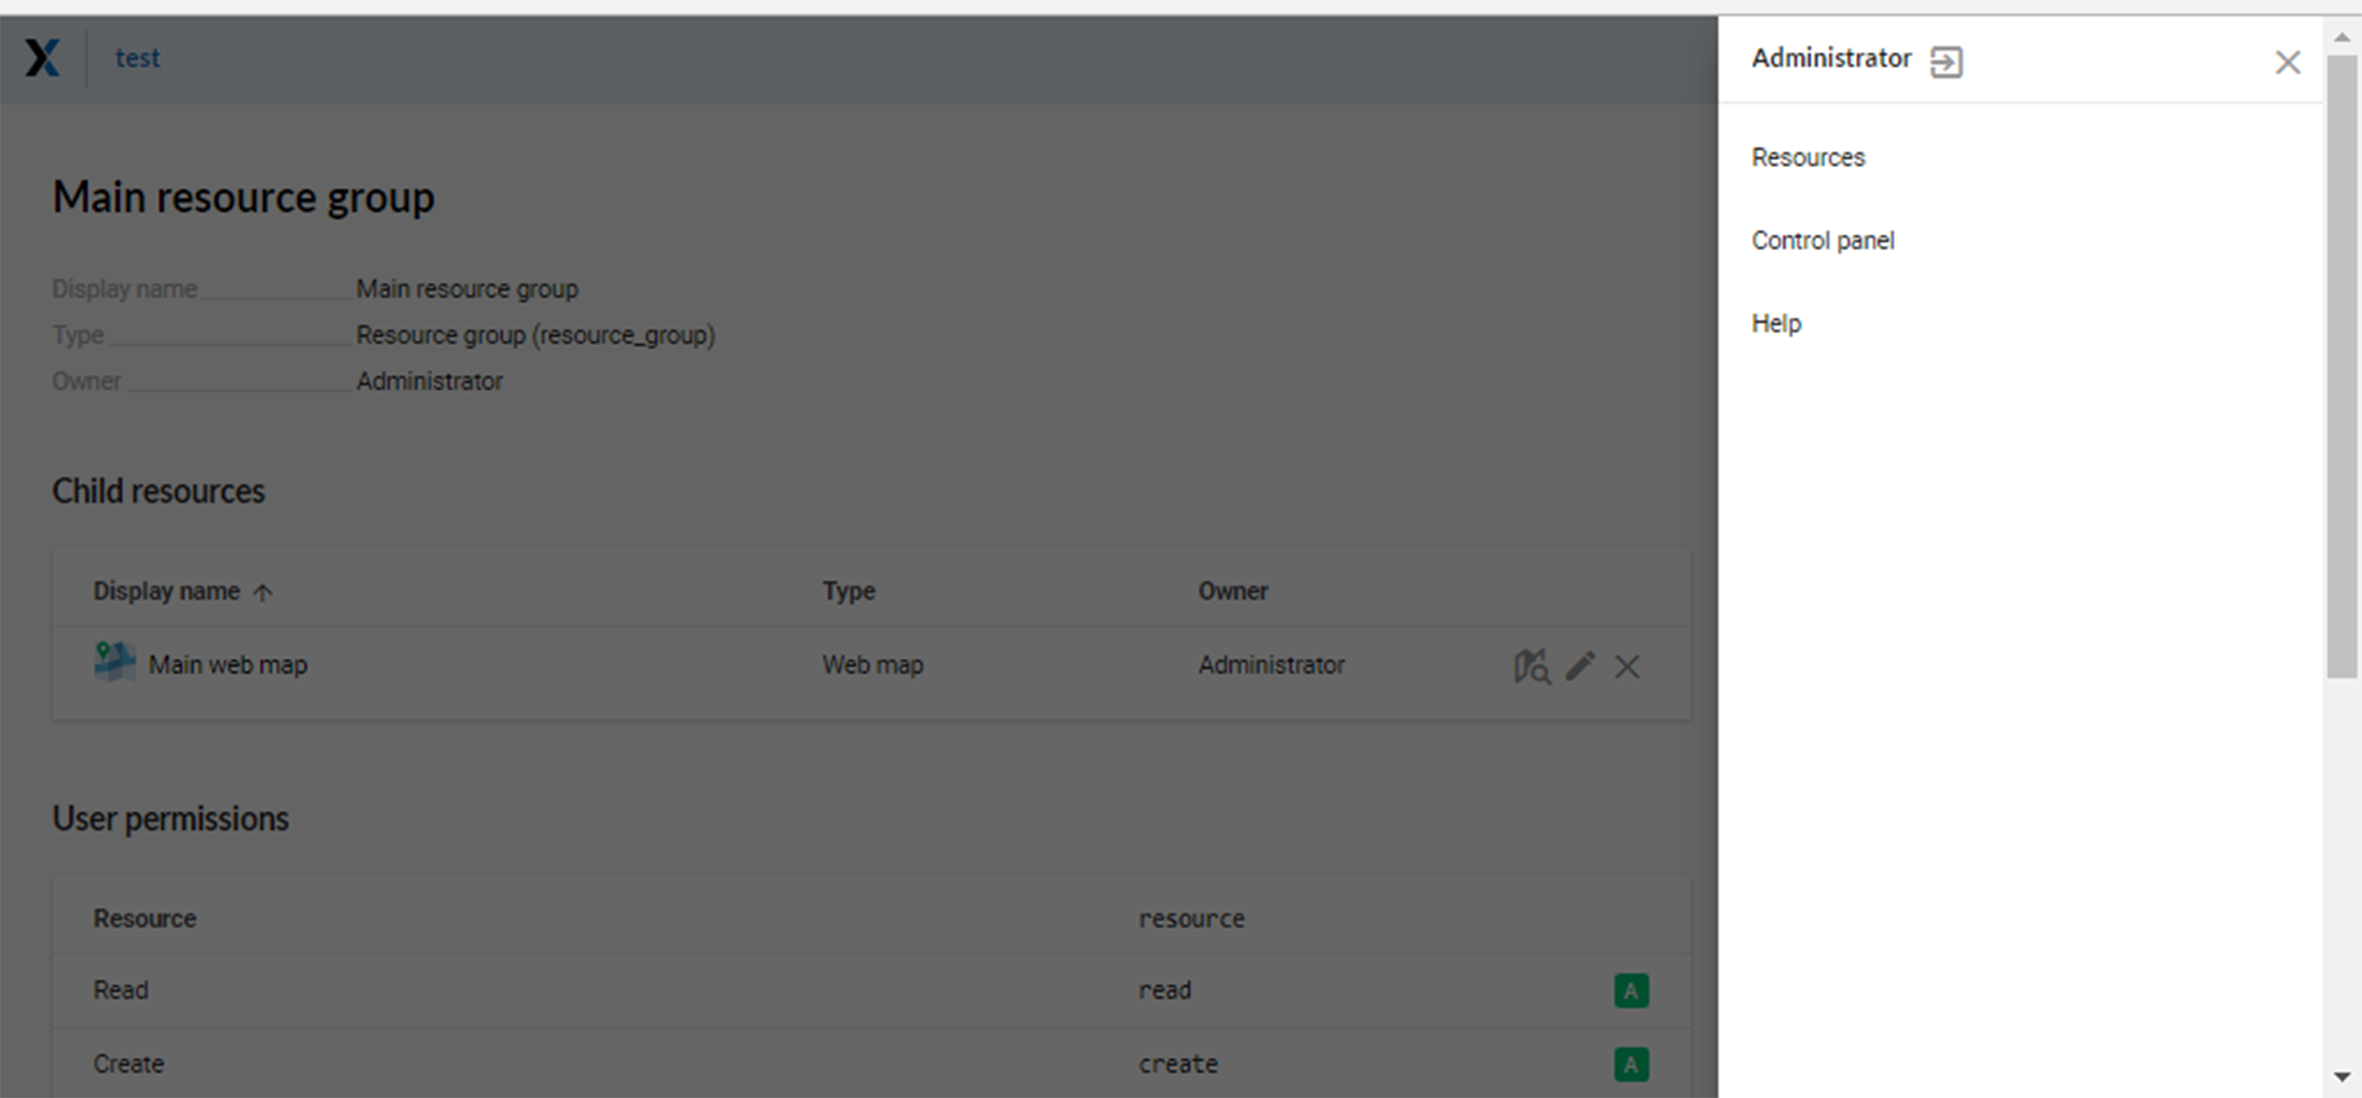 test
Administrator
Resources
Control panel
Help
Main resource group
Display name Main resource group
Type Resource group (resource_group)
Owner Administrator
Child resources
Display name Type Owner
Main web map Web map Administrator
User permissions
Resource resource
Read read A
Create create A